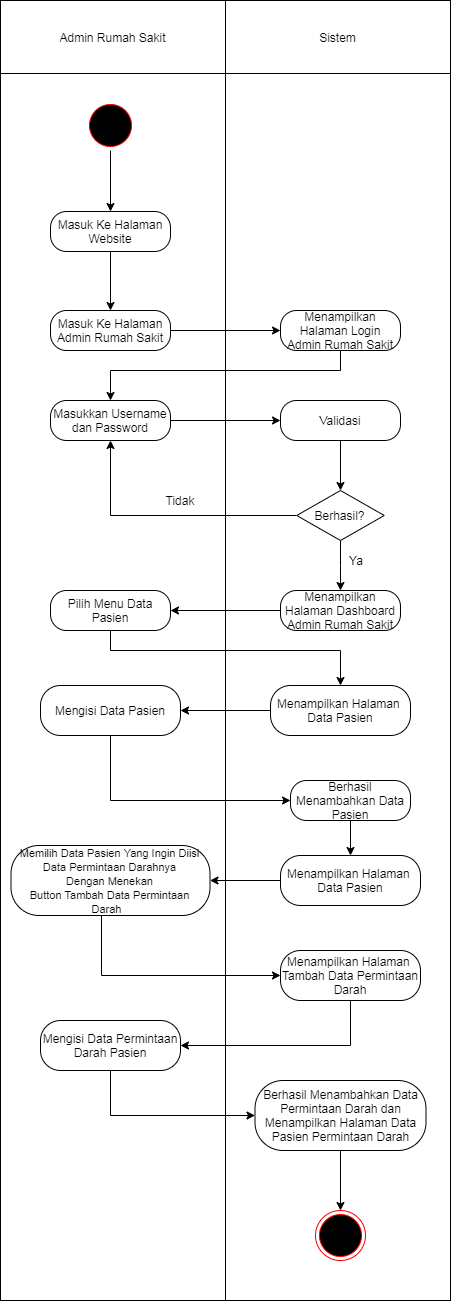 Admin Rumah Sakit
Sistem
Masuk Ke Halaman
Website
Masuk Ke Halaman
Admin Rumah Sakit
Menampilkan
Halaman Login
Admin Rumah Sakit
Masukkan Username
dan Password
Validasi
Tidak
Berhasil?
Ya
Menampilkan
Halaman Dashboard
Admin Rumah Sakit
Pilih Menu Data
Pasien
Menampilkan Halaman
Data Pasien
Mengisi Data Pasien
Berhasil
Menambahkan Data
Pasien
Menampilkan Halaman
Data Pasien
Memilih Data Pasien Yang Ingin Diisi
Data Permintaan Darahnya
Dengan Menekan
Button Tambah Data Permintaan
Darah
Menampilkan Halaman
Tambah Data Permintaan
Darah
Mengisi Data Permintaan
Darah Pasien
Berhasil Menambahkan Data
Permintaan Darah dan
Menampilkan Halaman Data
Pasien Permintaan Darah